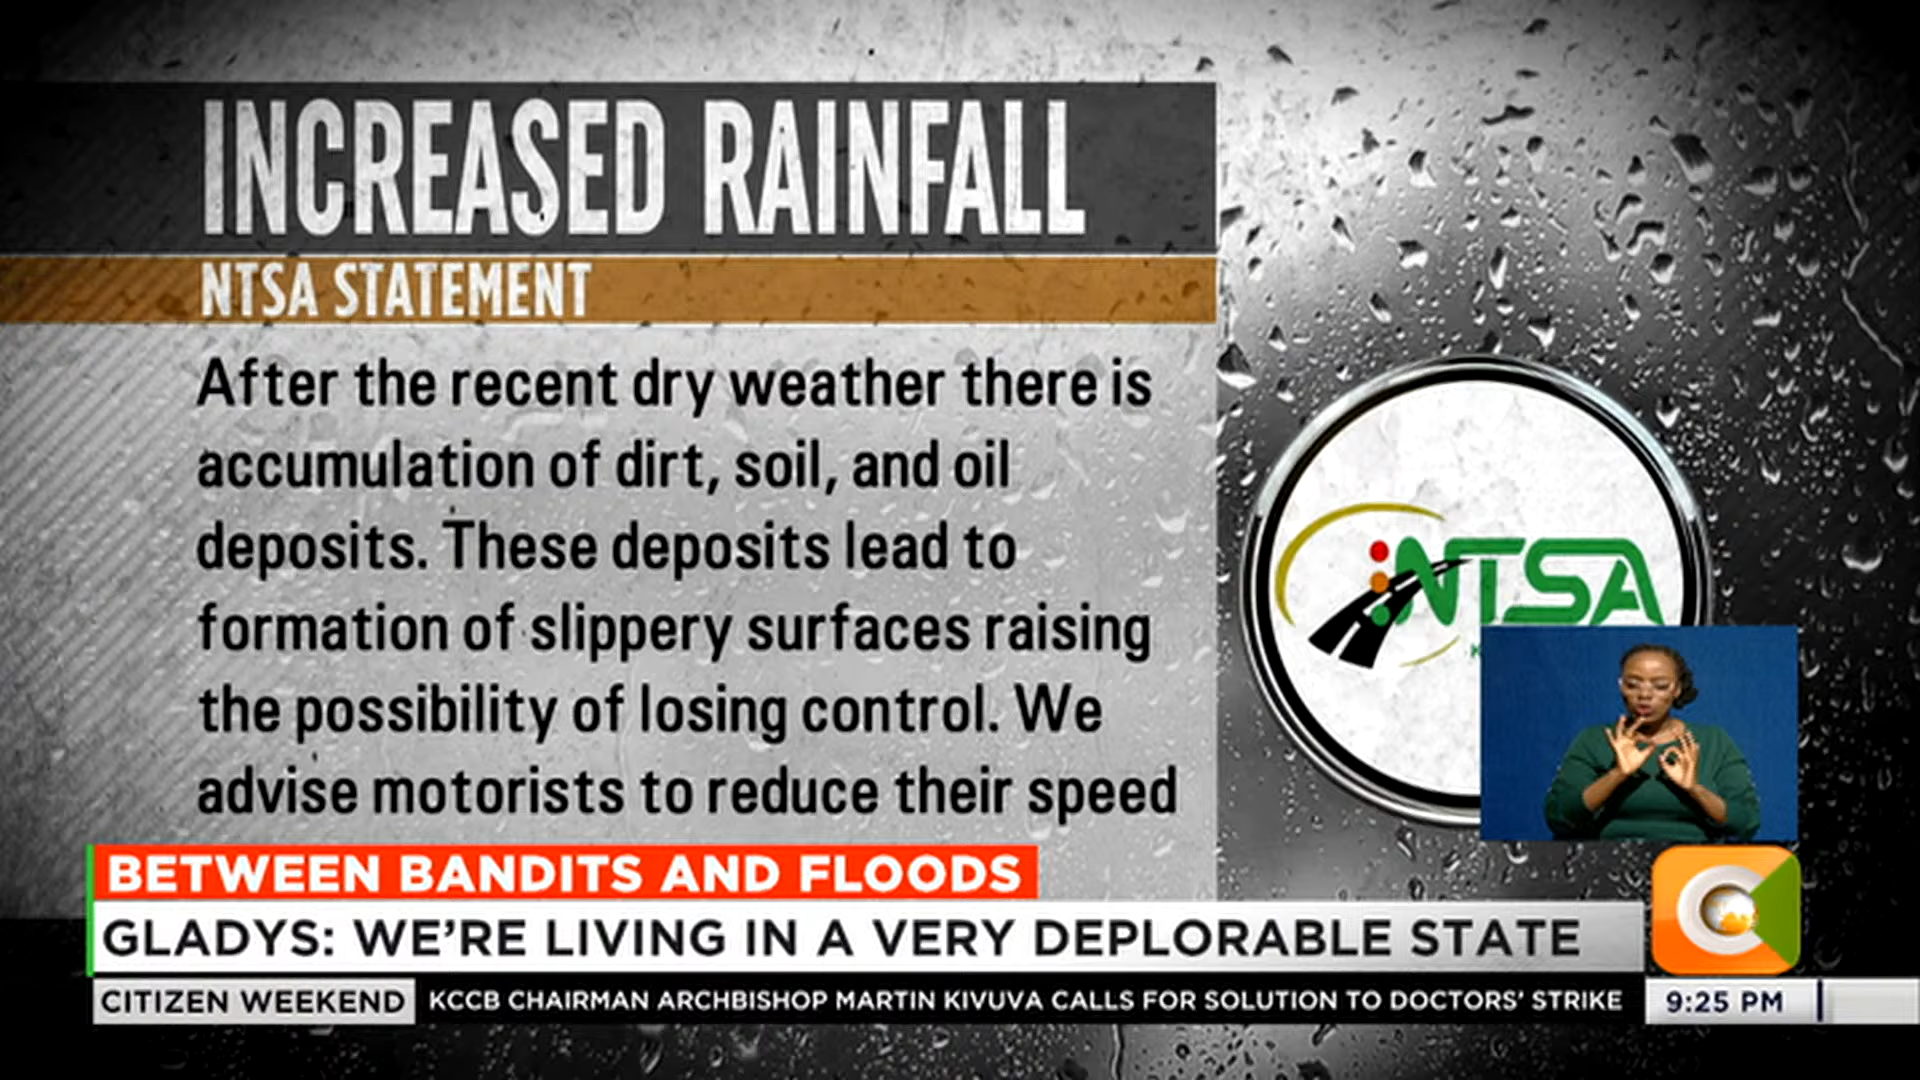 INCREASED RAINFALL
NTSA STATEMENT
After the recent dry weather there is
accumulation of dirt, soil, and oil
deposits. These deposits lead to
formation of slippery surfaces raising
the possibility of losing control. We
advise motorists to reduce their speed
NTSA
BETWEEN BANDITS AND FLOODS
GLADYS: WE'RE LIVING IN A VERY DEPLORABLE STATE
CITIZEN WEEKEND
KCCB CHAIRMAN ARCHBISHOP MARTIN KIVUVA CALLS FOR SOLUTION TO DOCTORS' STRIKE
9:25 PM